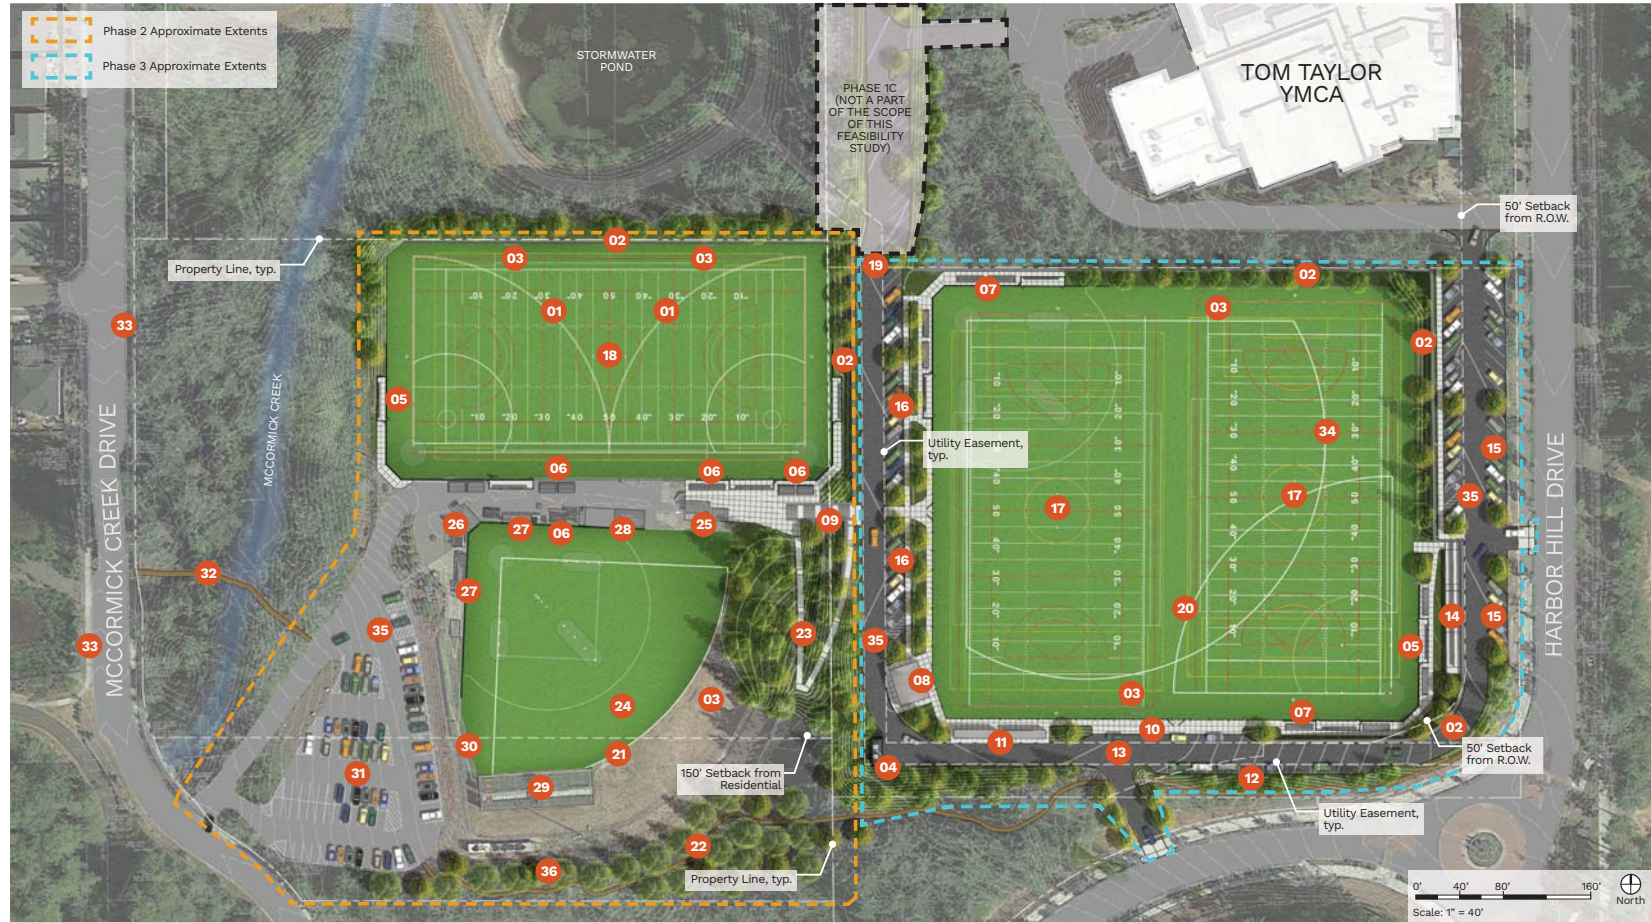 Phase 2 Approximate Extents
Phase 3 Approximate Extents
STORMWATER
POND
PHASE 1C
(NOT A PART
OF THE SCOPE
OF THIS
FEASIBILITY
STUDY)
TOM TAYLOR
YMCA
50' Setback
from R.O.W.
Property Line, typ.
02
03
03
19
07
02
03
01
01
33
18
02
02
05
16
34
MCCORMICK CREEK
MCCORMICK CREEK DRIVE
Utility Easement,
typ.
15
HARBOR HILL DRIVE
06
06
06
17
17
35
26
27
06
28
25
09
16
32
27
20
14
15
35
23
35
05
33
08
03
03
24
07
02
30
21
10
11
13
50' Setback
from R.O.W.
150' Setback from
Residential
31
29
04
12
Utility Easement,
typ.
22
36
Property Line, typ.
0' 40' 80' 160'
Scale: 1" = 40'
North